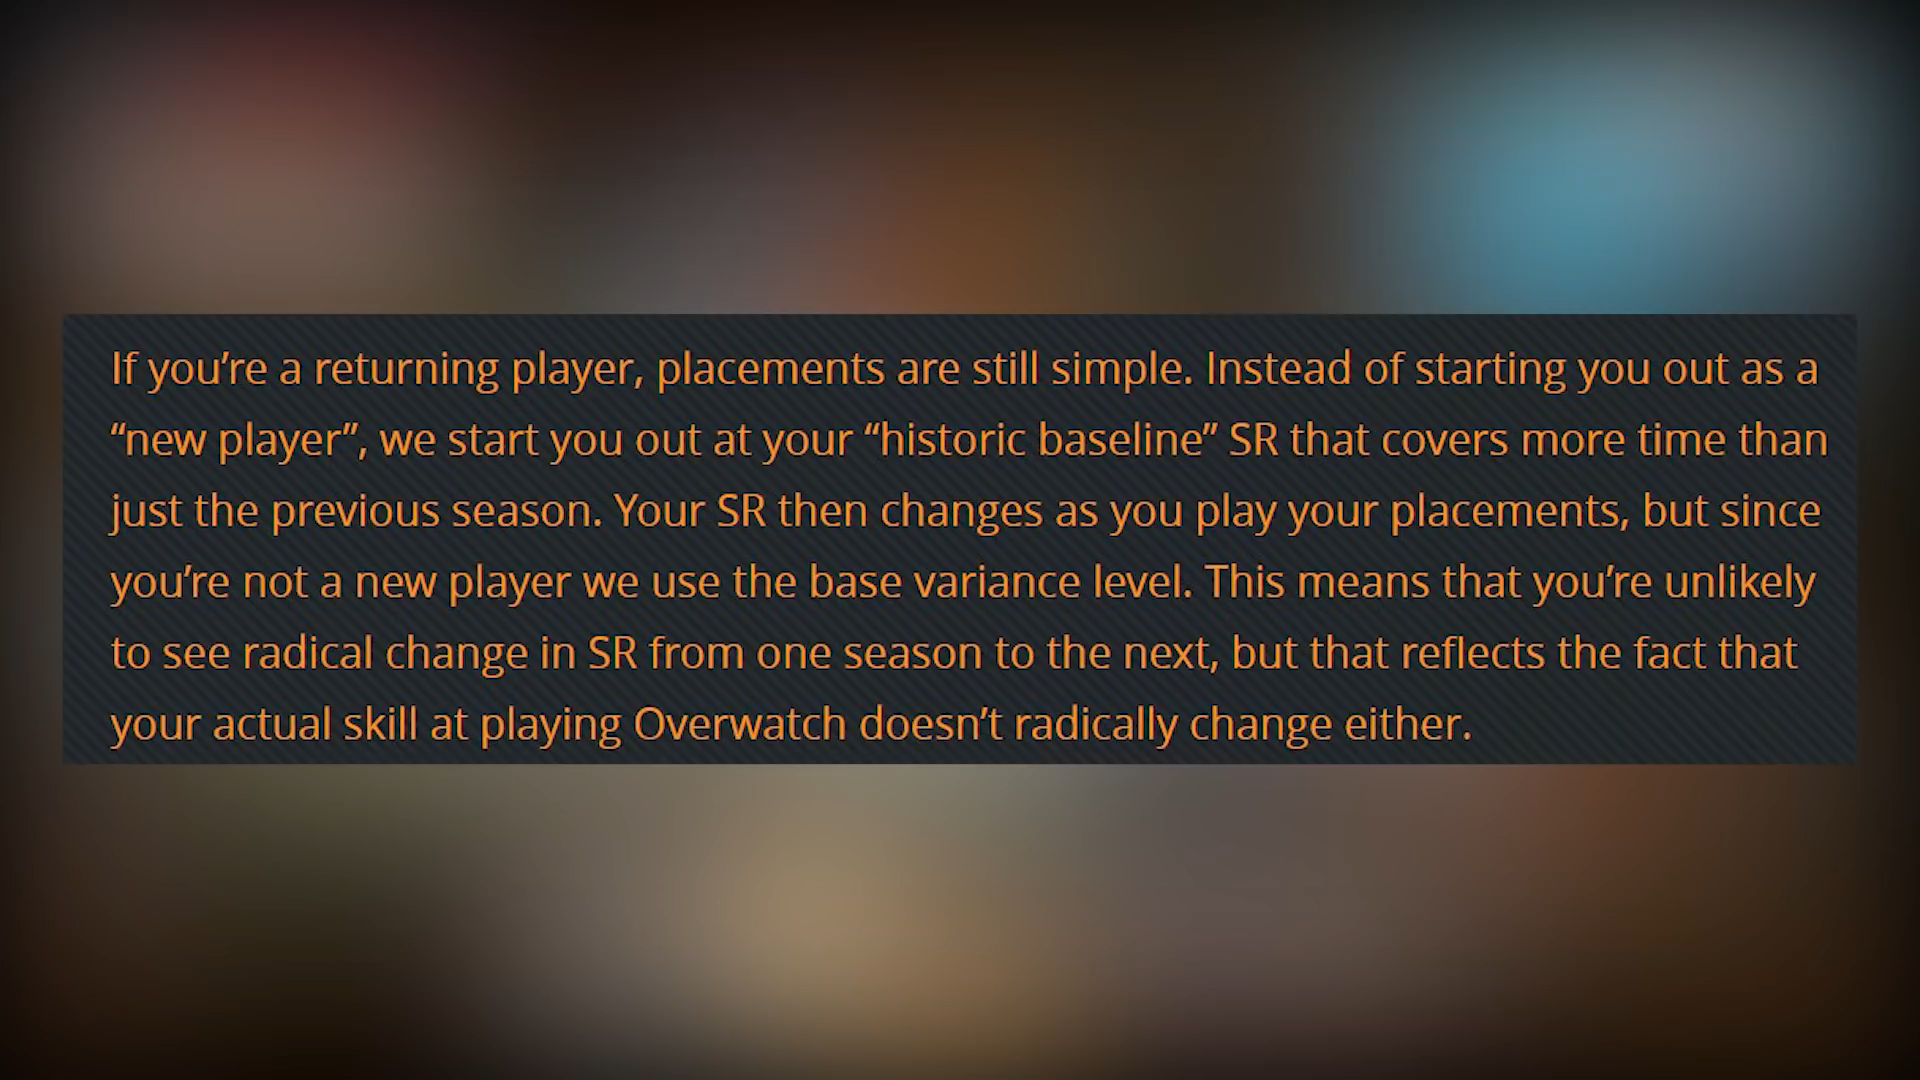 If you’re a returning player, placements are still simple. Instead of starting you out as a
“new player”, we start you out at your “historic baseline” SR that covers more time than
just the previous season. Your SR then changes as you play your placements, but since
you’re not a new player we use the base variance level. This means that you’re unlikely
to see radical change in SR from one season to the next, but that reflects the fact that
your actual skill at playing Overwatch doesn’t radically change either.